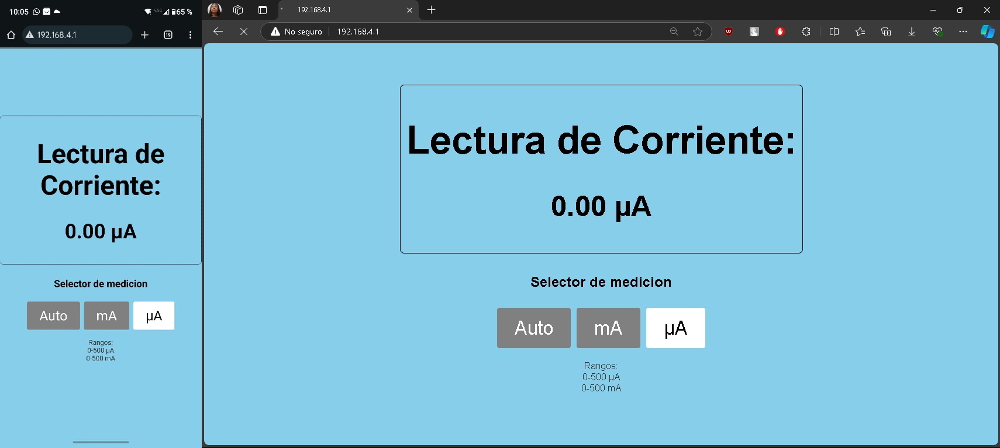 10:05
4.5G
65 %
192.168.4.1
19
Lectura de
Corriente:
0.00 µA
Selector de medicion
Auto
mA
µA
Rangos:
0-500 µA
0-500 mA
192.168.4.1
No seguro
192.168.4.1
Lectura de Corriente:
0.00 µA
Selector de medicion
Auto
mA
µA
Rangos:
0-500 µA
0-500 mA